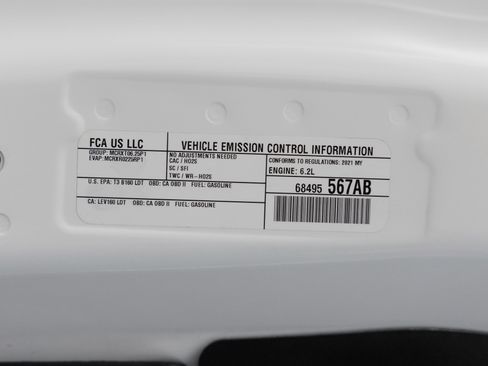 FCA US LLC
VEHICLE EMISSION CONTROL INFORMATION
GROUP: MCRXT06.25P1
EVAP: MCRXR0225RP1
NO ADJUSTMENTS NEEDED
CAC / HO2S
SC / SFI
TWC / WR-HO2S
CONFORMS TO REGULATIONS: 2021 MY
ENGINE: 6.2L
U.S. EPA: T3 B160 LDT OBD: CA OBD II FUEL: GASOLINE
68495 567AB
CA: LEV160 LDT OBD: CA OBD II FUEL: GASOLINE